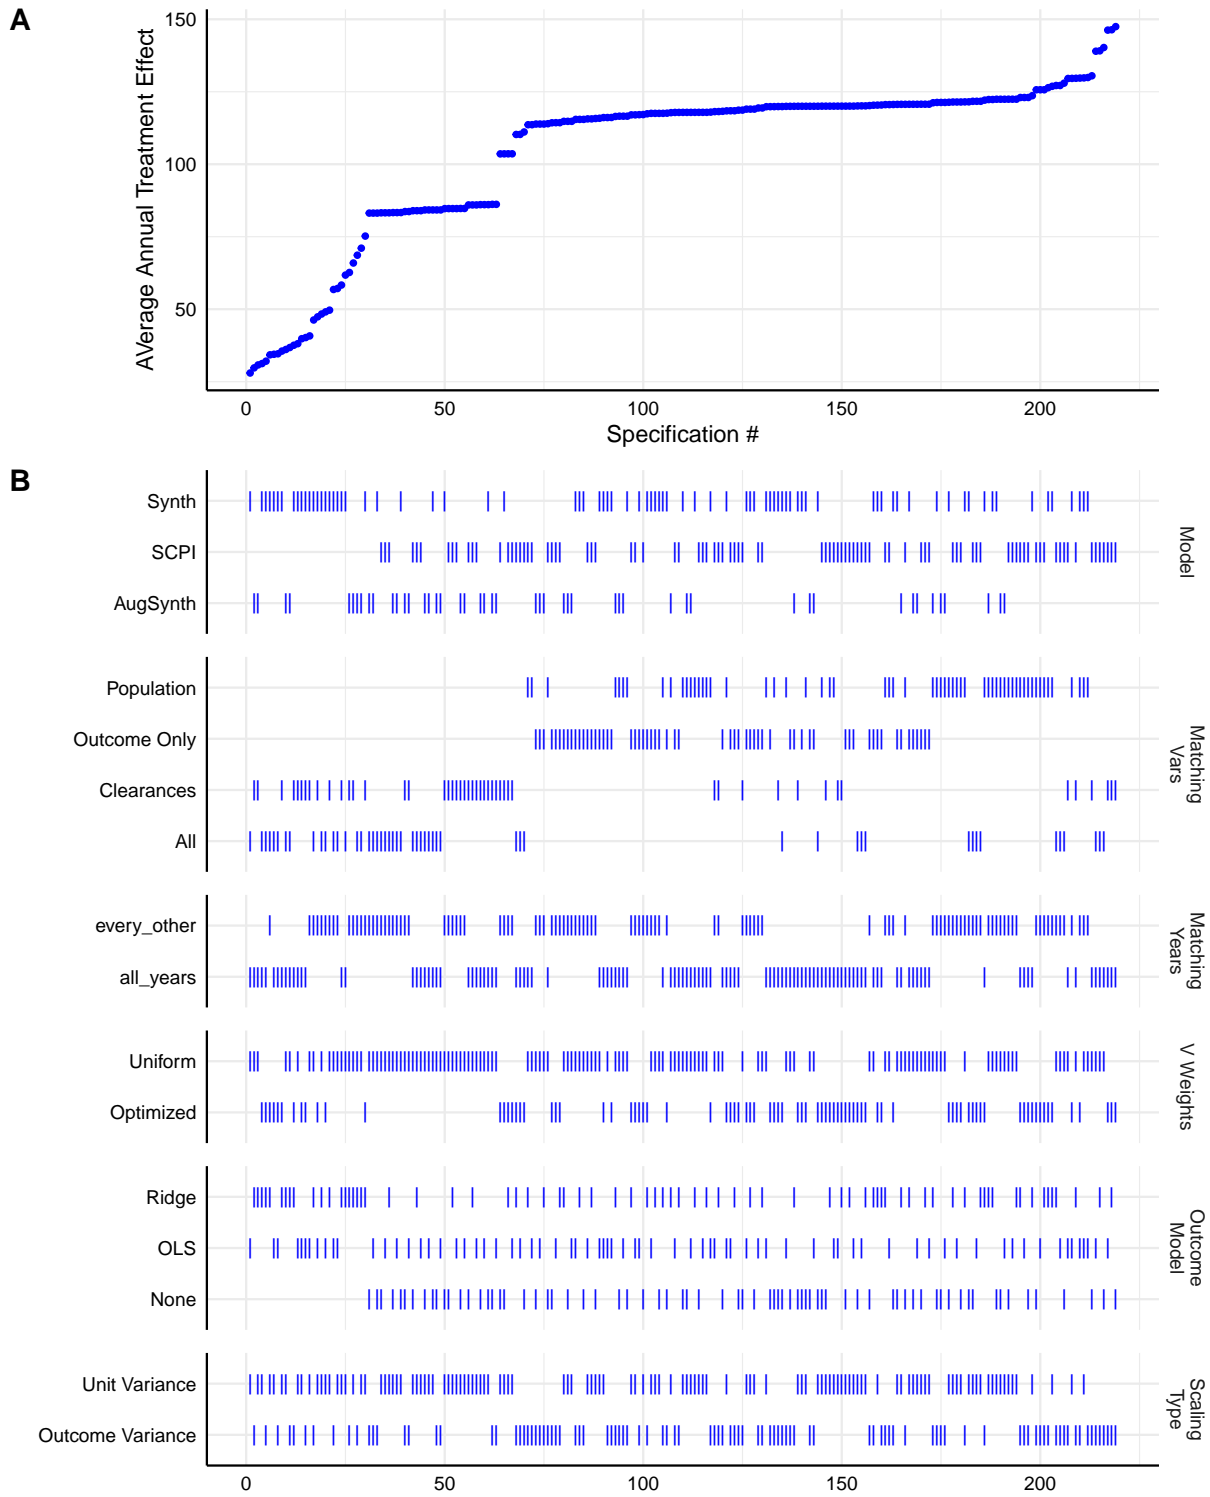 A
150
100
50
AVerage Annual Treatment Effect
0 50 100 150 200
Specification #
B
Synth
SCPI
AugSynth
Model
Population
Outcome Only
Clearances
All
Matching
Vars
every_other
all_years
Matching
Years
Uniform
Optimized
V Weights
Ridge
OLS
None
Outcome
Model
Unit Variance
Outcome Variance
Scaling
Type
0 50 100 150 200